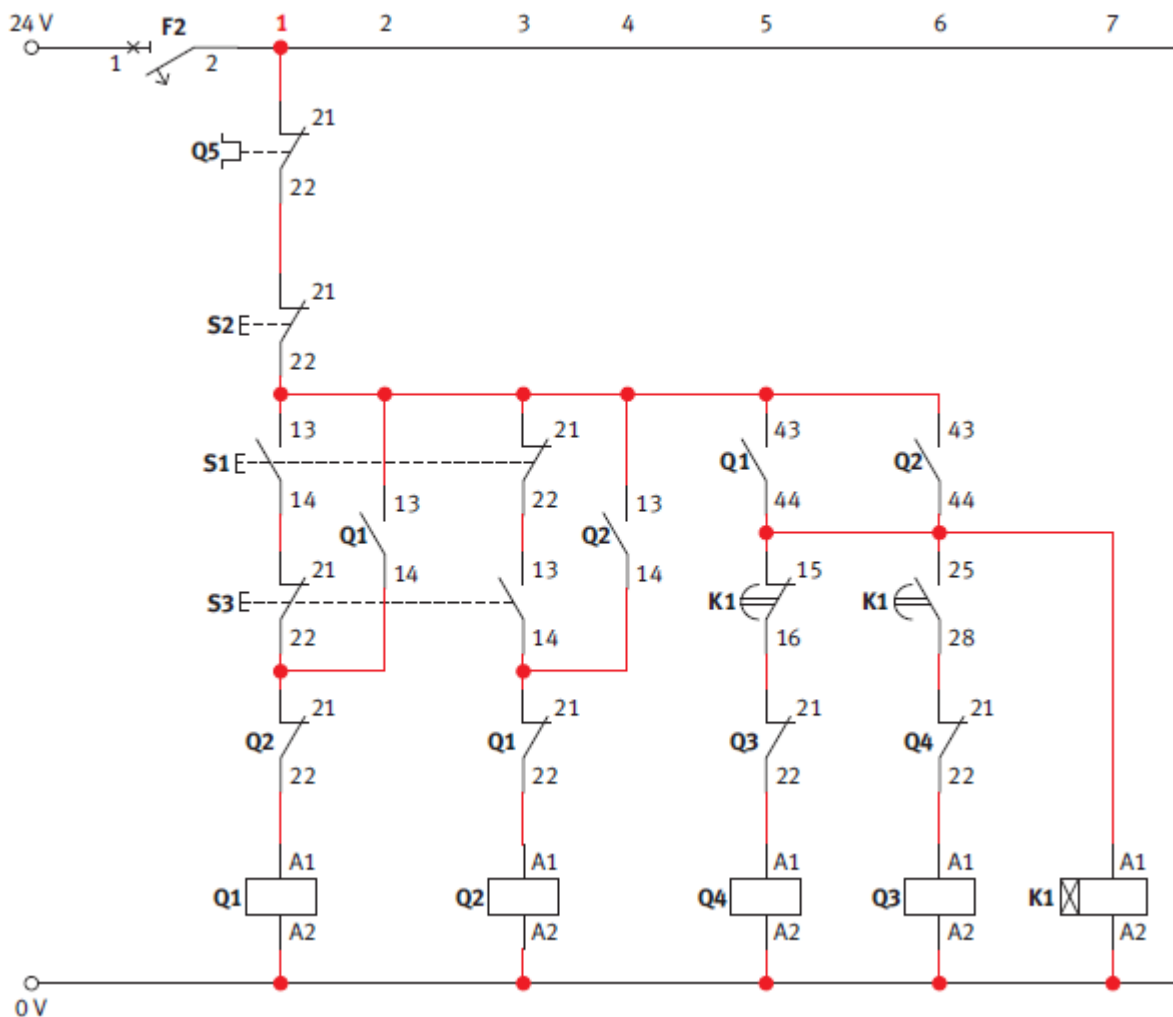 24 V F2 1 2 3 4 5 6 7
1 2
21
Q5
22
21
S2
22
13 21 43 43
S1 Q1 Q2
14 13 22 13 44 44
Q1 Q2
21 14 13 14 15 25
S3 K1 K1
22 14 16 28
21 21 21 21
Q2 Q1 Q3 Q4
22 22 22 22
A1 A1 A1 A1 A1
Q1 Q2 Q4 Q3 K1
A2 A2 A2 A2 A2
0 V